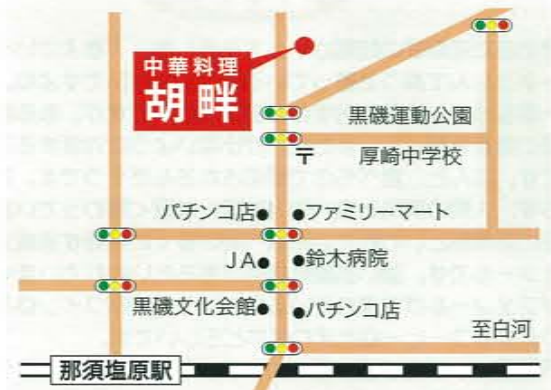 中華料理
胡畔
黒磯運動公園
〒
厚崎中学校
パチンコ店
ファミリーマート
JA
鈴木病院
黒磯文化会館
パチンコ店
至白河
那須塩原駅